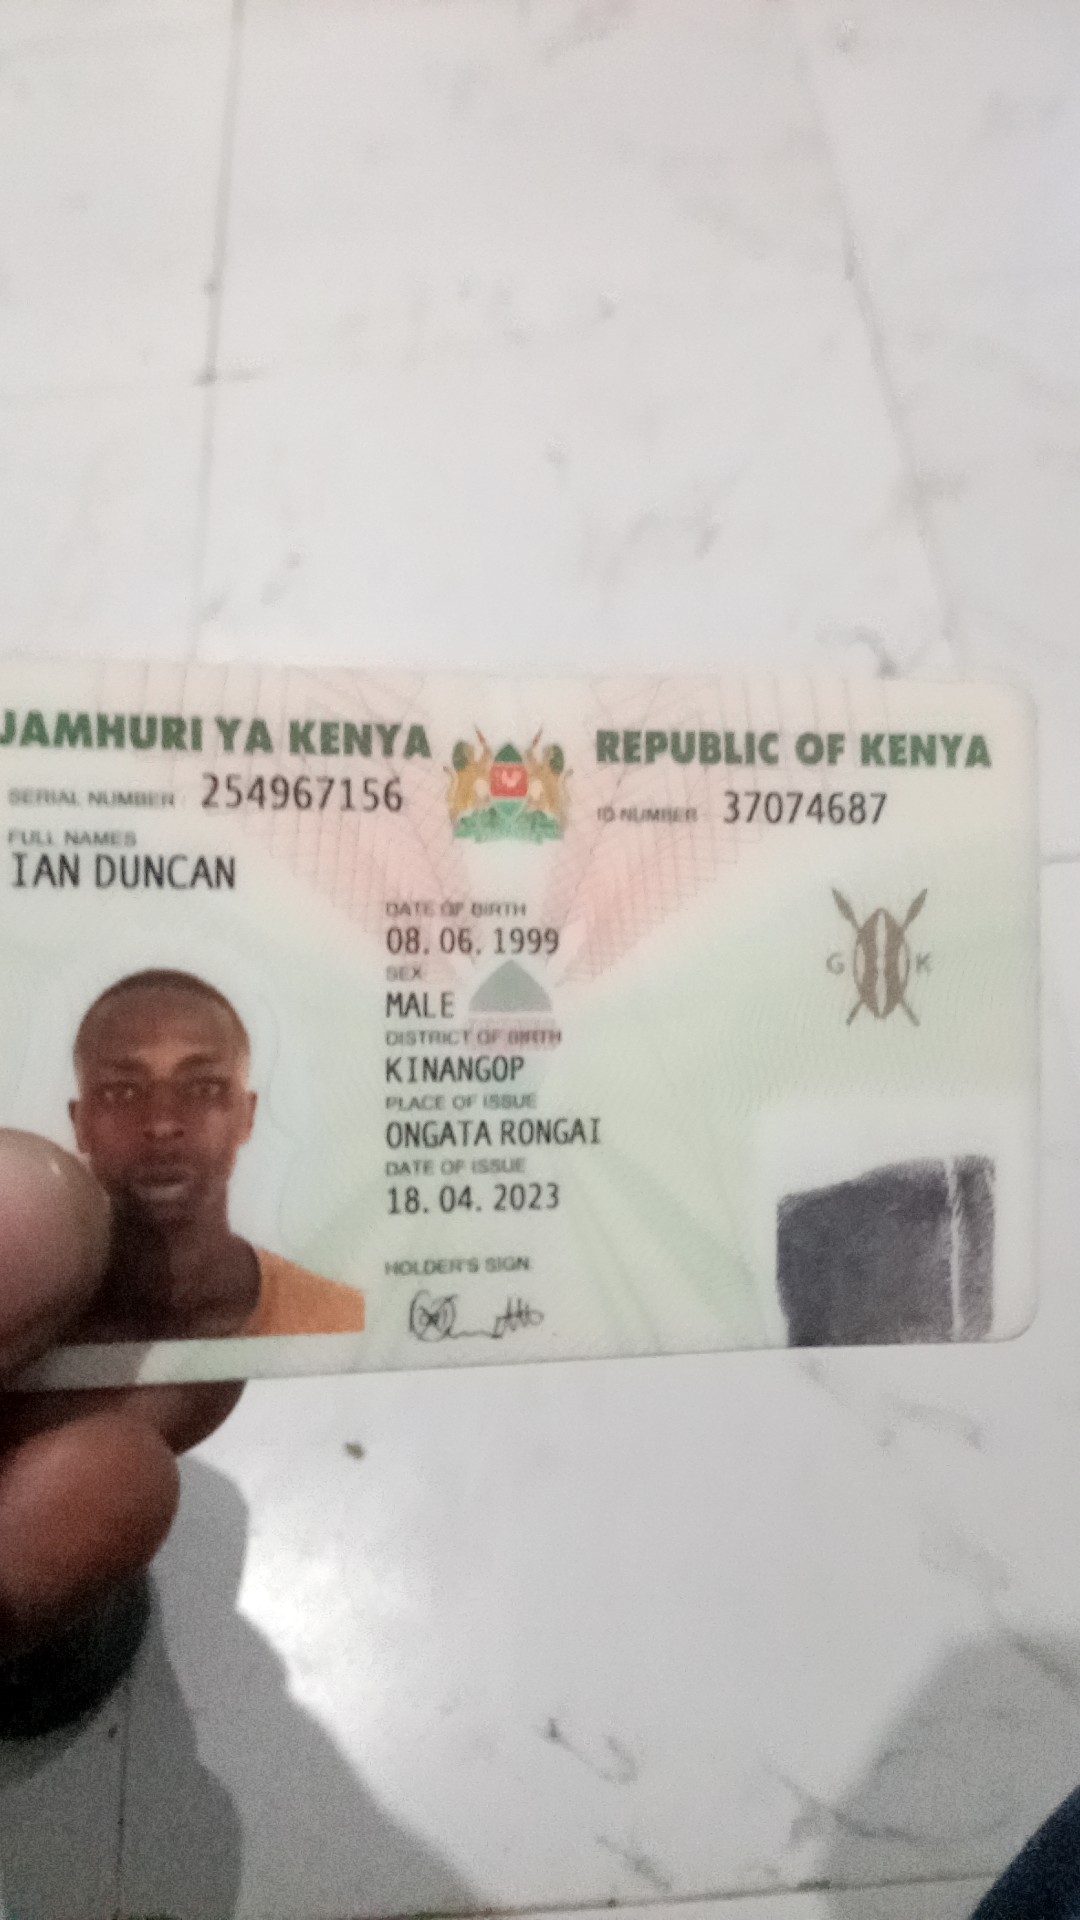 JAMHURI YA KENYA
REPUBLIC OF KENYA
SERIAL NUMBER: 254967156
ID NUMBER: 37074687
FULL NAMES
IAN DUNCAN
DATE OF BIRTH
08. 06. 1999
SEX
MALE
DISTRICT OF BIRTH
KINANGOP
PLACE OF ISSUE
ONGATA RONGAI
DATE OF ISSUE
18. 04. 2023
HOLDER'S SIGN
G K